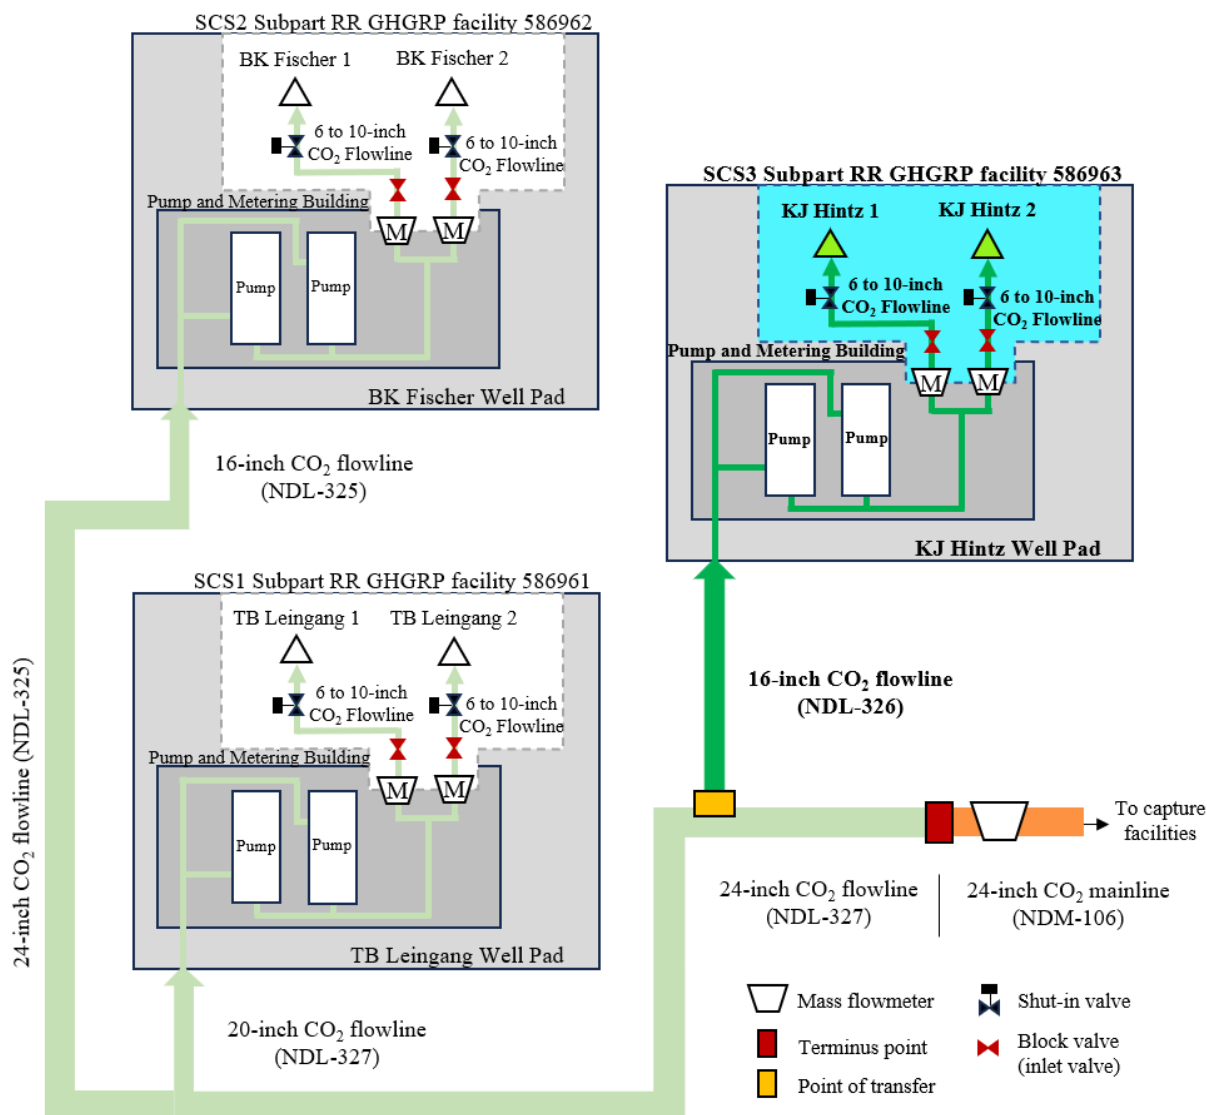 SCS2 Subpart RR GHGRP facility 586962
BK Fischer 1
BK Fischer 2
6 to 10-inch
CO₂ Flowline
6 to 10-inch
CO₂ Flowline
Pump and Metering Building
M
M
Pump
Pump
BK Fischer Well Pad
16-inch CO₂ flowline
(NDL-325)
SCS3 Subpart RR GHGRP facility 586963
KJ Hintz 1
KJ Hintz 2
6 to 10-inch
CO₂ Flowline
6 to 10-inch
CO₂ Flowline
Pump and Metering Building
M
M
Pump
Pump
KJ Hintz Well Pad
16-inch CO₂ flowline
(NDL-326)
SCS1 Subpart RR GHGRP facility 586961
TB Leingang 1
TB Leingang 2
6 to 10-inch
CO₂ Flowline
6 to 10-inch
CO₂ Flowline
Pump and Metering Building
M
M
Pump
Pump
TB Leingang Well Pad
24-inch CO₂ flowline (NDL-325)
20-inch CO₂ flowline
(NDL-327)
To capture
facilities
24-inch CO₂ flowline
(NDL-327)
24-inch CO₂ mainline
(NDM-106)
Mass flowmeter
Shut-in valve
Terminus point
Block valve
(inlet valve)
Point of transfer